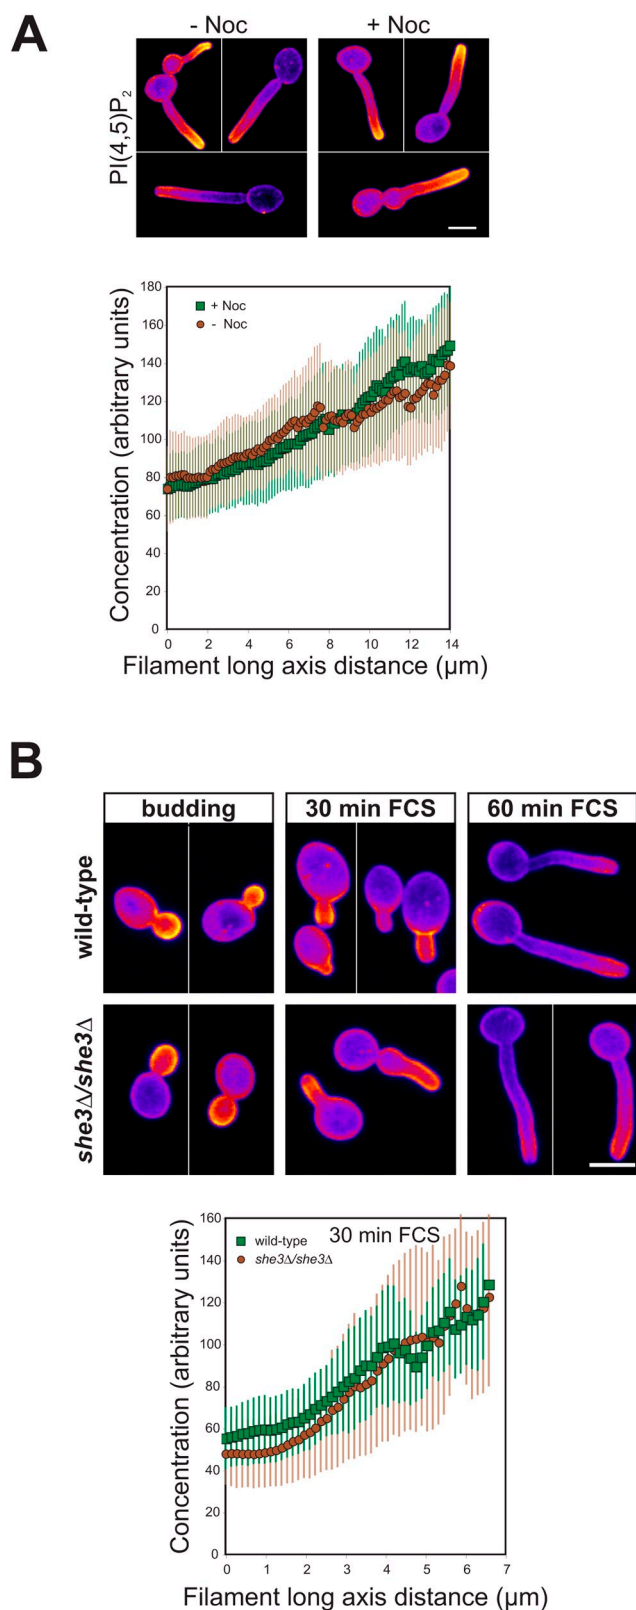 A
- Noc
+ Noc
PI(4,5)P2
180
160
140
120
100
80
60
40
20
0
+ Noc
- Noc
Concentration (arbitrary units)
0 2 4 6 8 10 12 14
Filament long axis distance (µm)
B
budding
30 min FCS
60 min FCS
wild-type
she3Δ/she3Δ
160
140
120
100
80
60
40
20
0
30 min FCS
wild-type
she3Δ/she3Δ
Concentration (arbitrary units)
0 1 2 3 4 5 6 7
Filament long axis distance (µm)